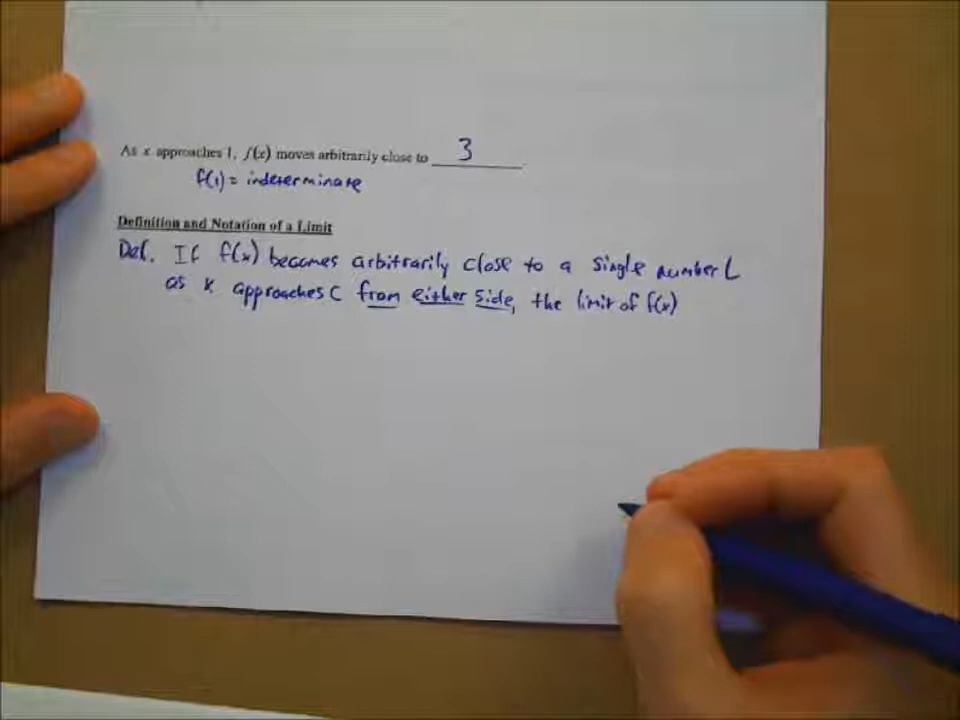 As x approaches 1, f(x) moves arbitrarily close to 3.
f(1) = indeterminate
Definition and Notation of a Limit
Def. If f(x) becomes arbitrarily close to a single number L
as x approaches C from either side, the limit of f(x)